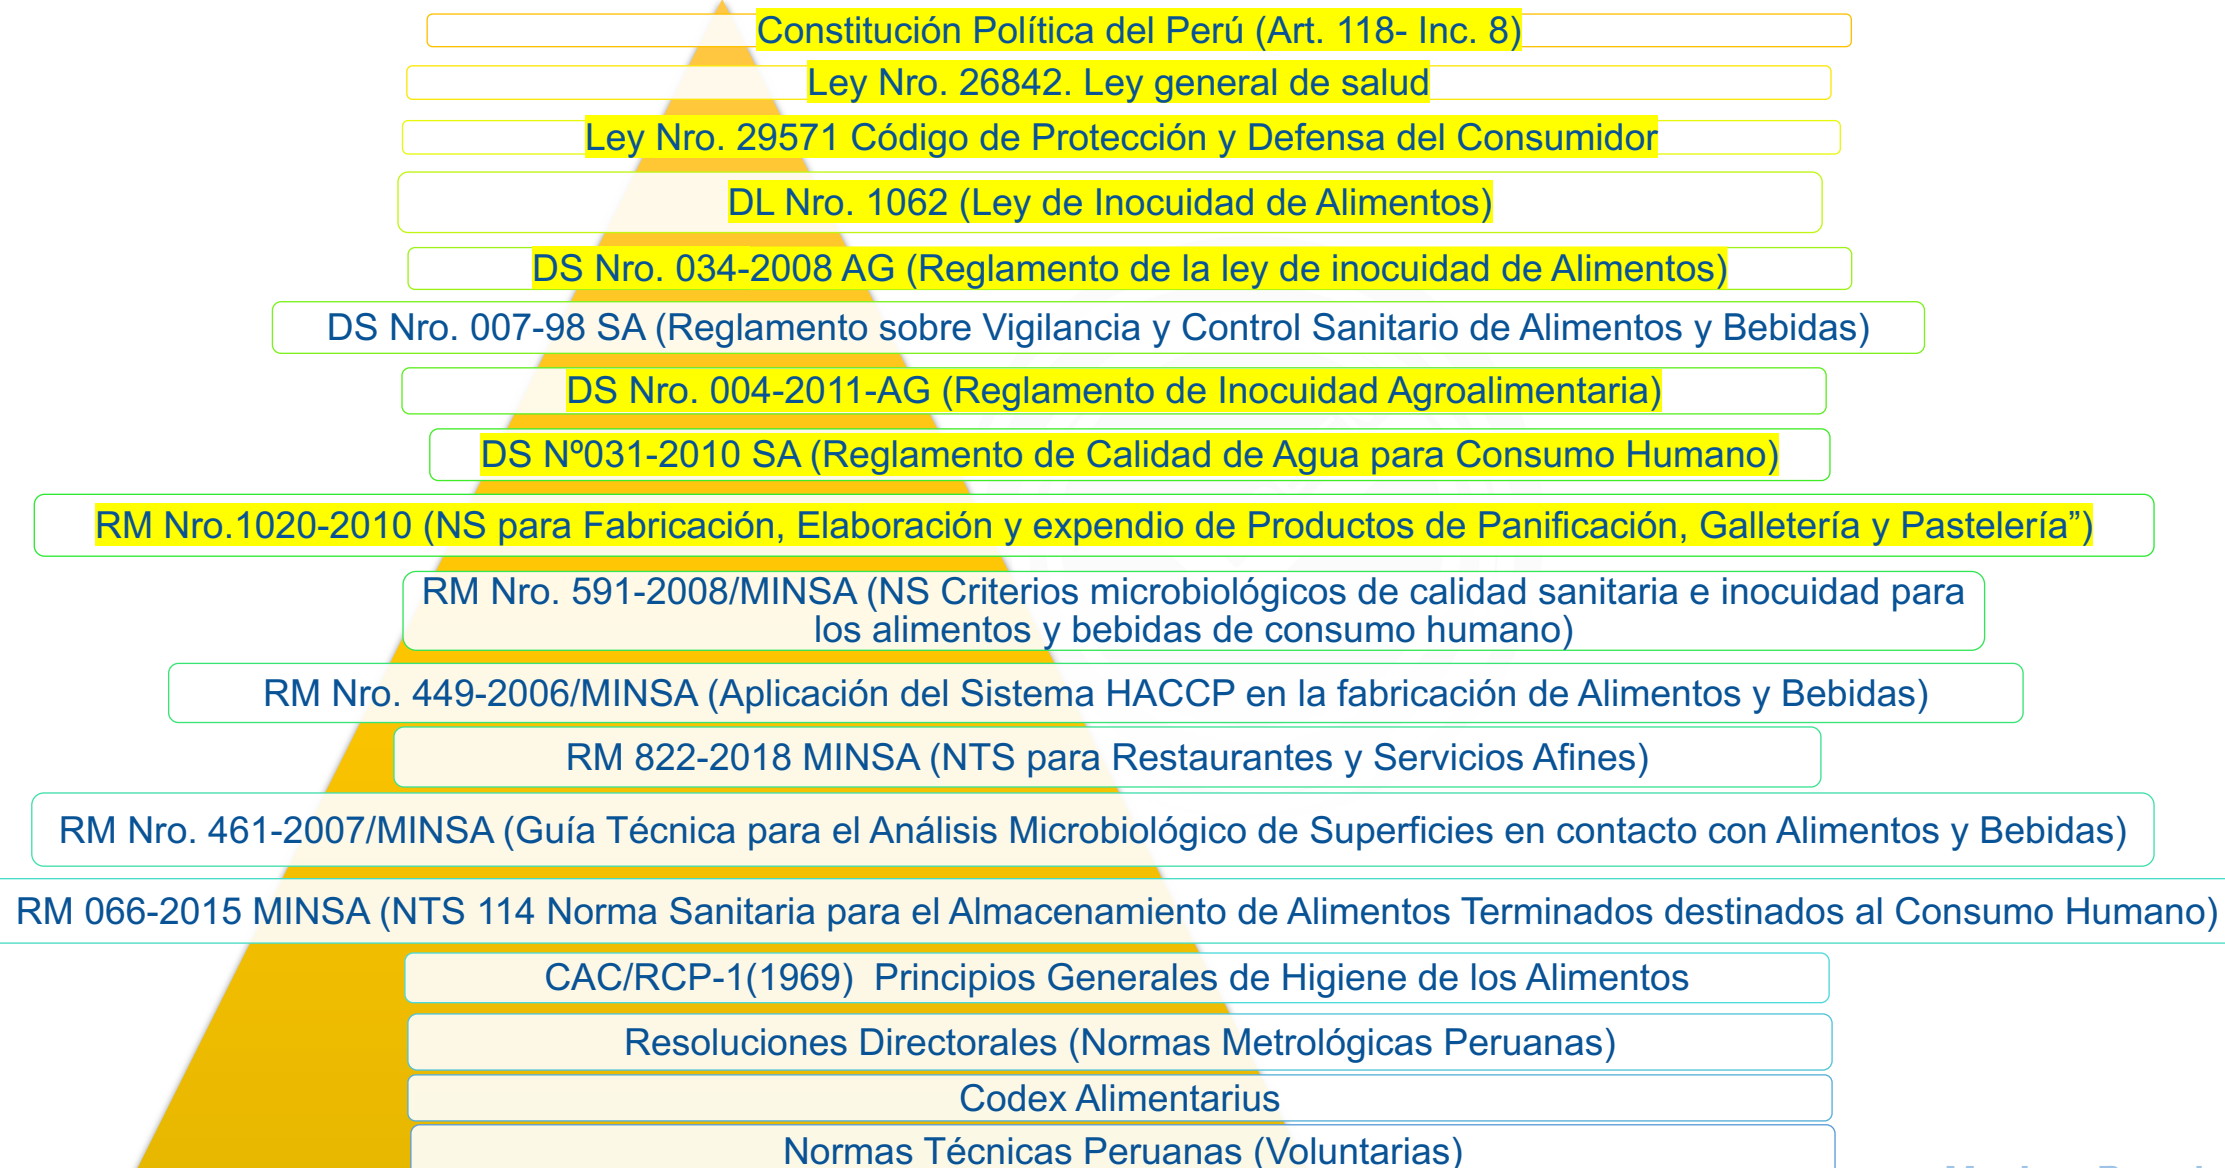 Constitución Política del Perú (Art. 118- Inc. 8)
Ley Nro. 26842. Ley general de salud
Ley Nro. 29571 Código de Protección y Defensa del Consumidor
DL Nro. 1062 (Ley de Inocuidad de Alimentos)
DS Nro. 034-2008 AG (Reglamento de la ley de inocuidad de Alimentos)
DS Nro. 007-98 SA (Reglamento sobre Vigilancia y Control Sanitario de Alimentos y Bebidas)
DS Nro. 004-2011-AG (Reglamento de Inocuidad Agroalimentaria)
DS Nº031-2010 SA (Reglamento de Calidad de Agua para Consumo Humano)
RM Nro.1020-2010 (NS para Fabricación, Elaboración y expendio de Productos de Panificación, Galletería y Pastelería”)
RM Nro. 591-2008/MINSA (NS Criterios microbiológicos de calidad sanitaria e inocuidad para
los alimentos y bebidas de consumo humano)
RM Nro. 449-2006/MINSA (Aplicación del Sistema HACCP en la fabricación de Alimentos y Bebidas)
RM 822-2018 MINSA (NTS para Restaurantes y Servicios Afines)
RM Nro. 461-2007/MINSA (Guía Técnica para el Análisis Microbiológico de Superficies en contacto con Alimentos y Bebidas)
RM 066-2015 MINSA (NTS 114 Norma Sanitaria para el Almacenamiento de Alimentos Terminados destinados al Consumo Humano)
CAC/RCP-1(1969) Principios Generales de Higiene de los Alimentos
Resoluciones Directorales (Normas Metrológicas Peruanas)
Codex Alimentarius
Normas Técnicas Peruanas (Voluntarias)